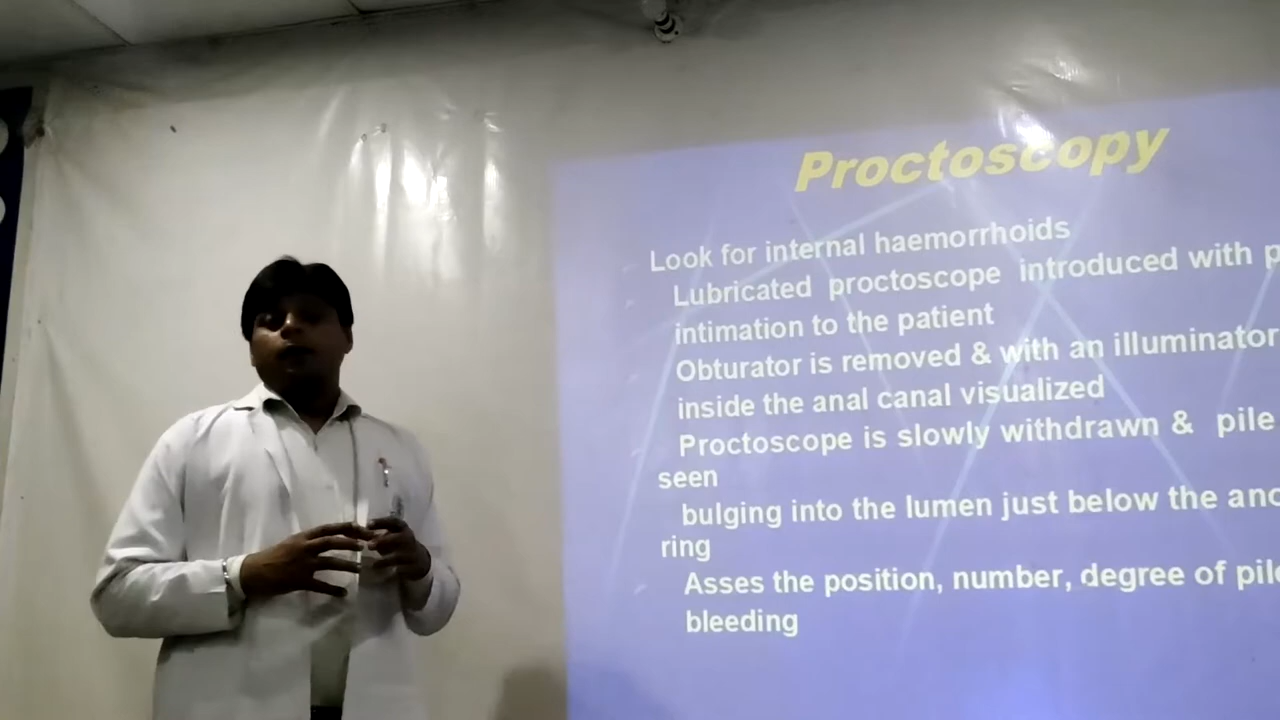 Proctoscopy
Look for internal haemorrhoids
Lubricated proctoscope introduced with
intimation to the patient
Obturator is removed & with an illuminator
inside the anal canal visualized
Proctoscope is slowly withdrawn & pile
seen
bulging into the lumen just below the
ring
Asses the position, number, degree of
bleeding